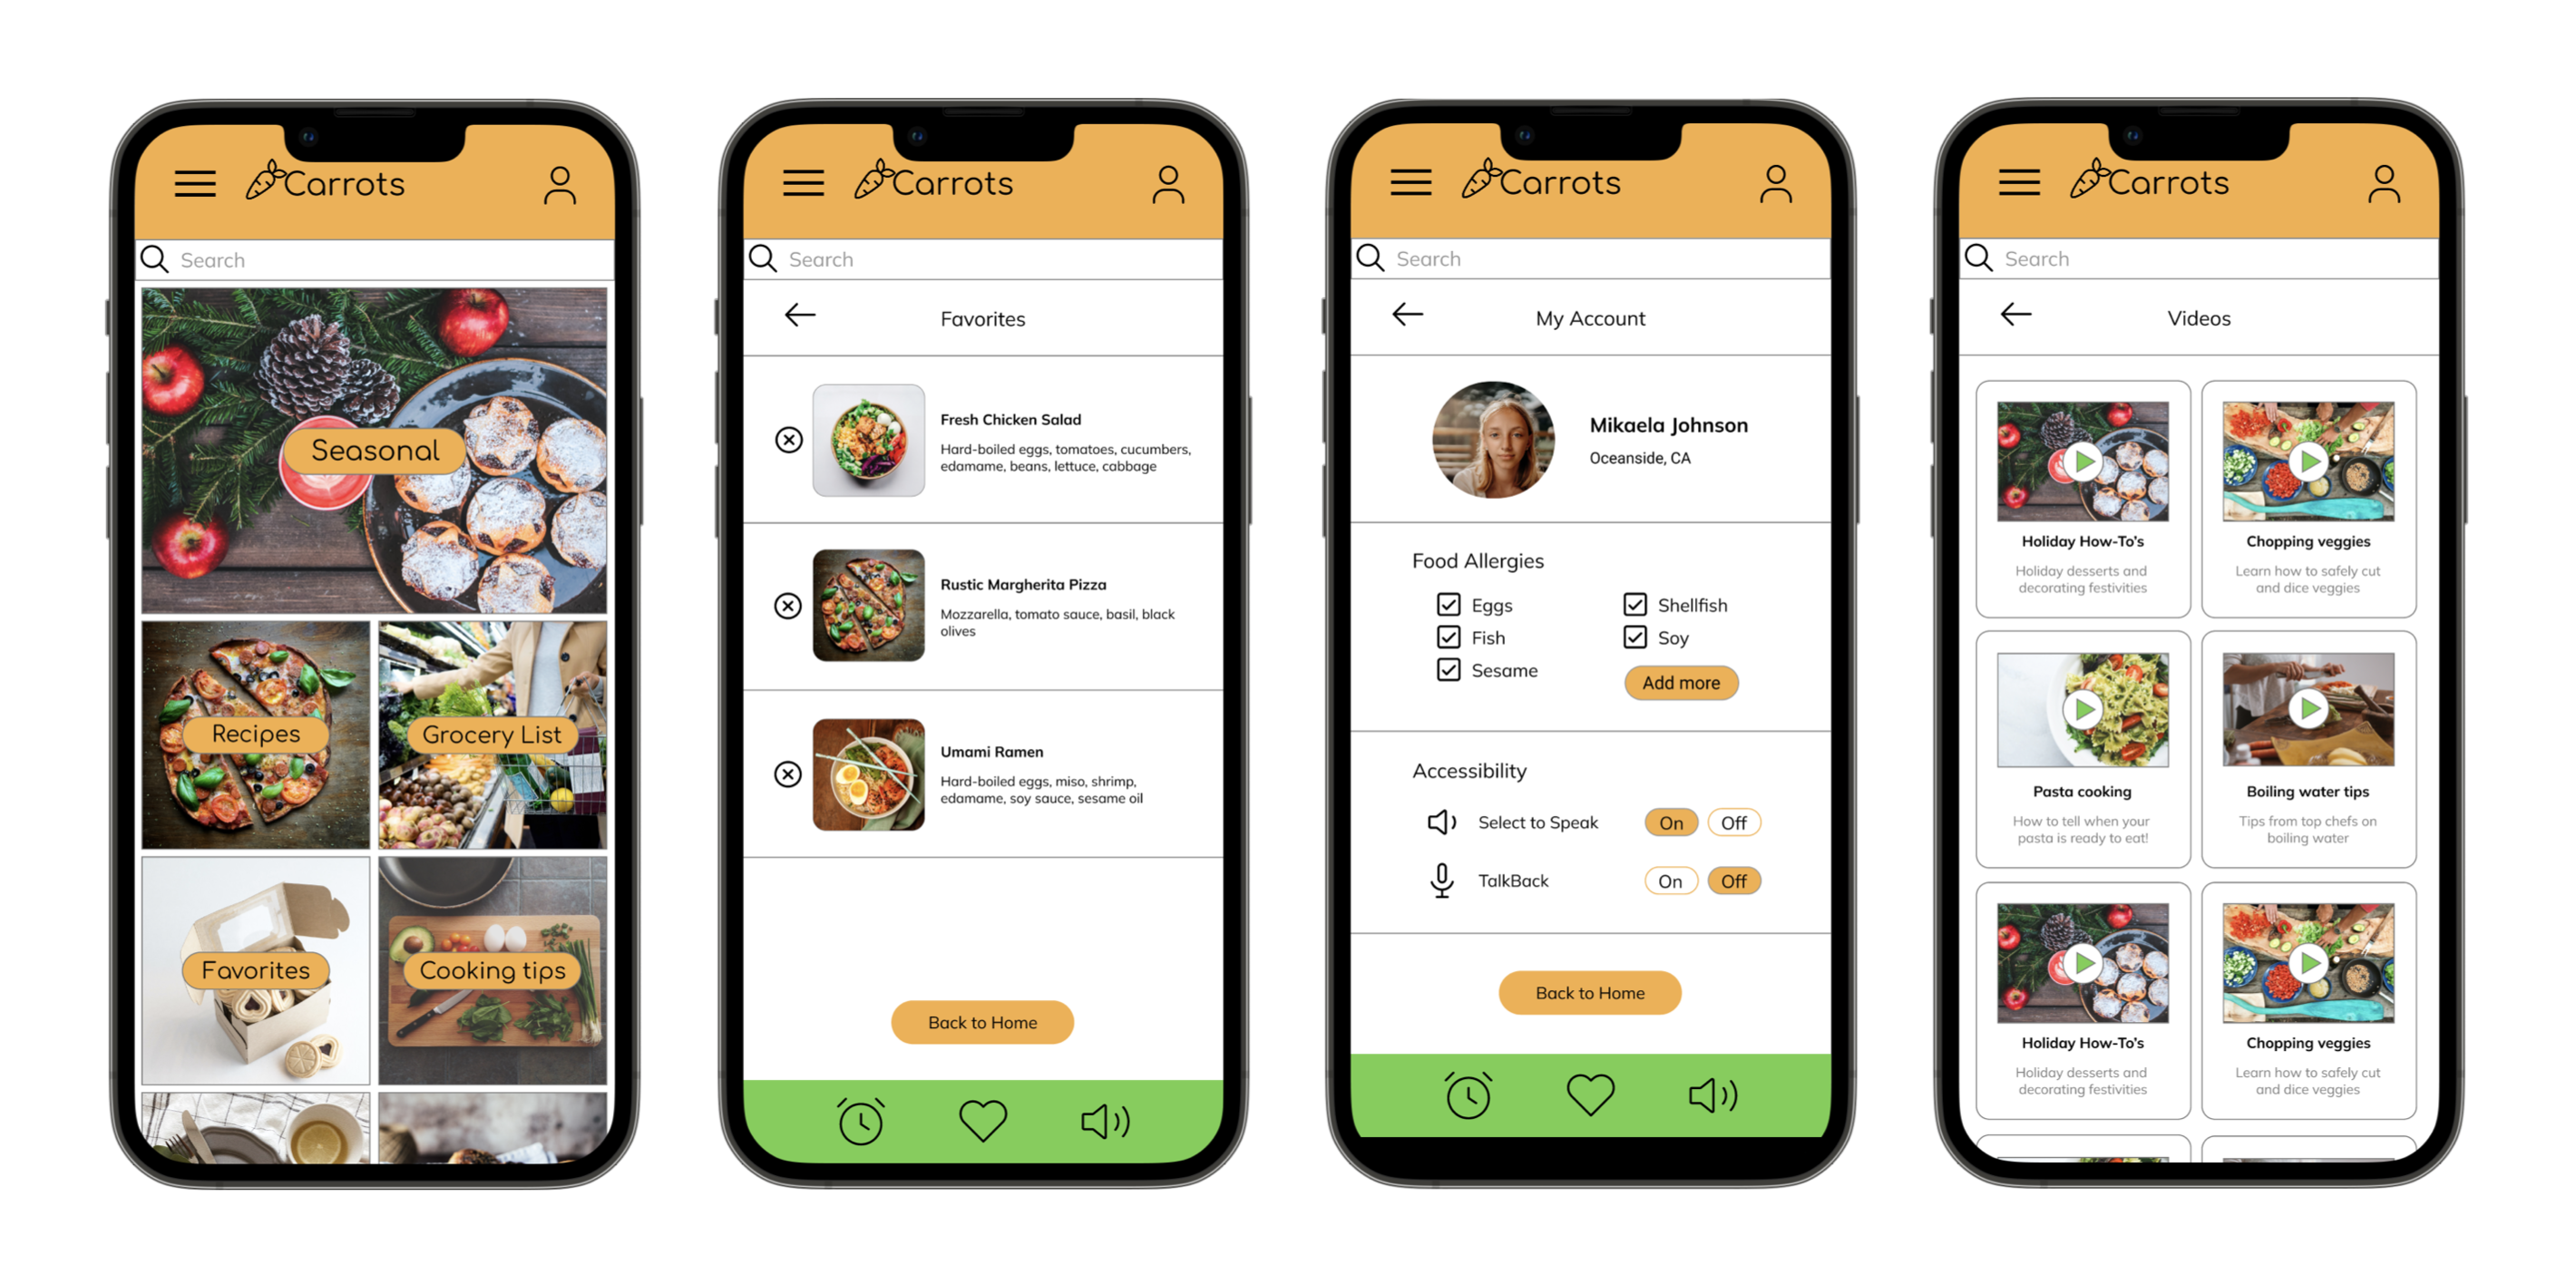 Carrots
Search
Seasonal
Recipes
Grocery List
Favorites
Cooking tips
Carrots
Search
Favorites
Fresh Chicken Salad
Hard-boiled eggs, tomatoes, cucumbers,
edamame, beans, lettuce, cabbage
Rustic Margherita Pizza
Mozzarella, tomato sauce, basil, black
olives
Umami Ramen
Hard-boiled eggs, miso, shrimp,
edamame, soy sauce, sesame oil
Back to Home
Carrots
Search
My Account
Mikaela Johnson
Oceanside, CA
Food Allergies
Eggs
Shellfish
Fish
Soy
Sesame
Add more
Accessibility
Select to Speak On Off
TalkBack On Off
Back to Home
Carrots
Search
Videos
Holiday How-To's
Holiday desserts and
decorating festivities
Chopping veggies
Learn how to safely cut
and dice veggies
Pasta cooking
How to tell when your
pasta is ready to eat!
Boiling water tips
Tips from top chefs on
boiling water
Holiday How-To's
Holiday desserts and
decorating festivities
Chopping veggies
Learn how to safely cut
and dice veggies